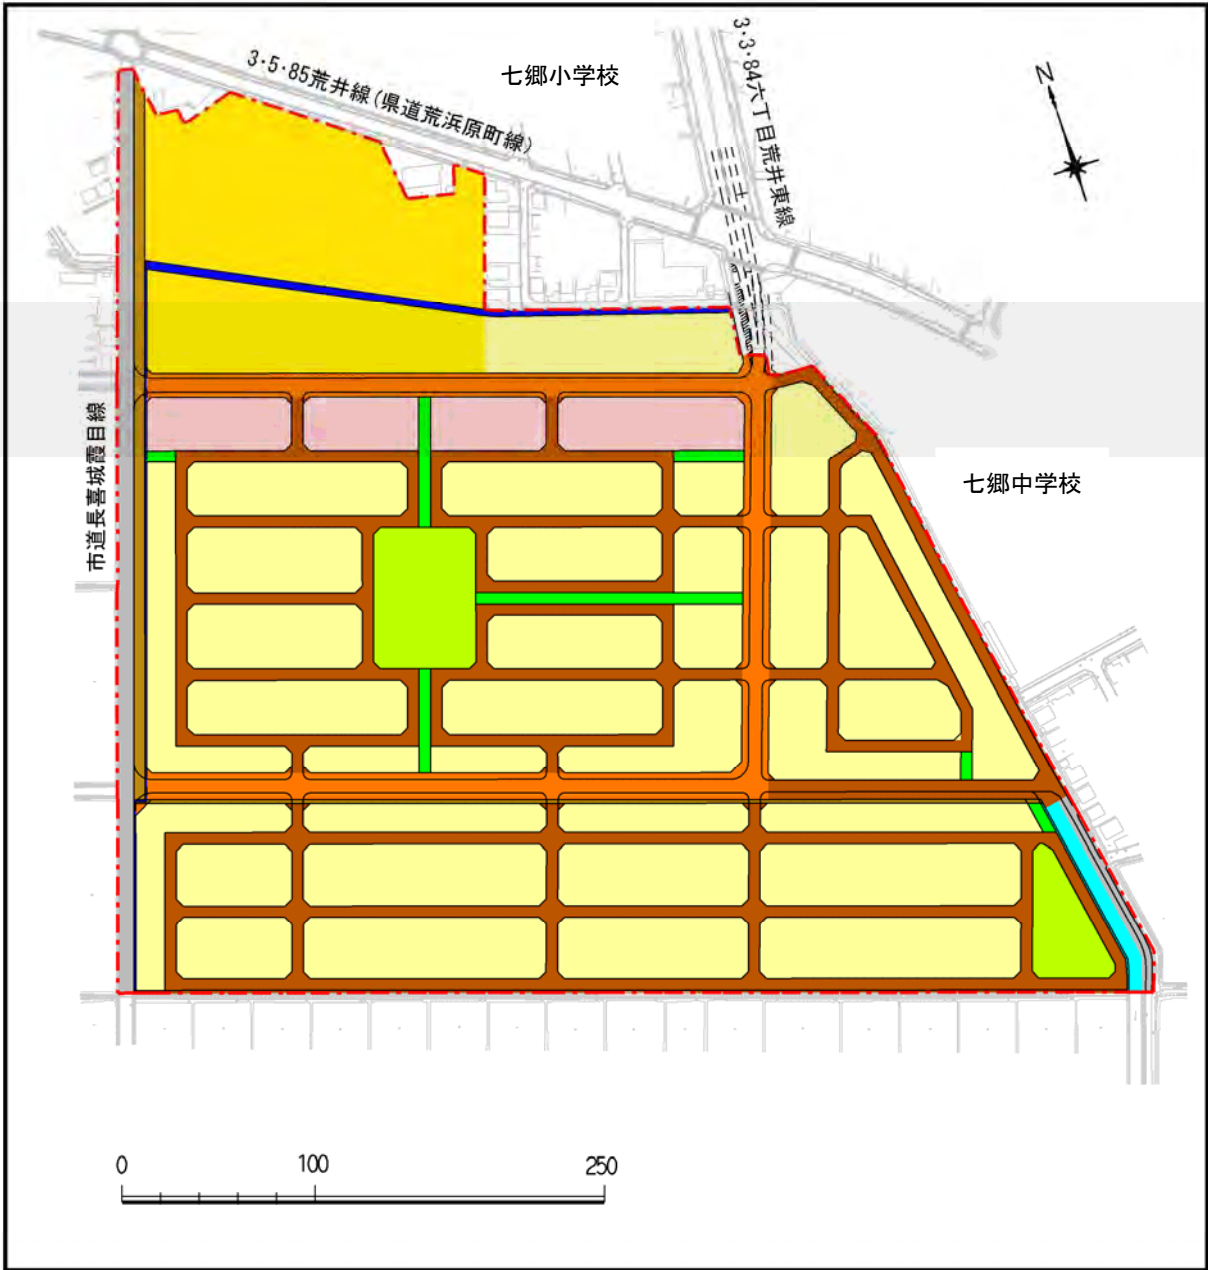 七郷小学校
3・5・85荒井線(県道荒浜原町線)
3・3・84六丁目荒井東線
N
市道長喜城霞目線
七郷中学校
0 100 250